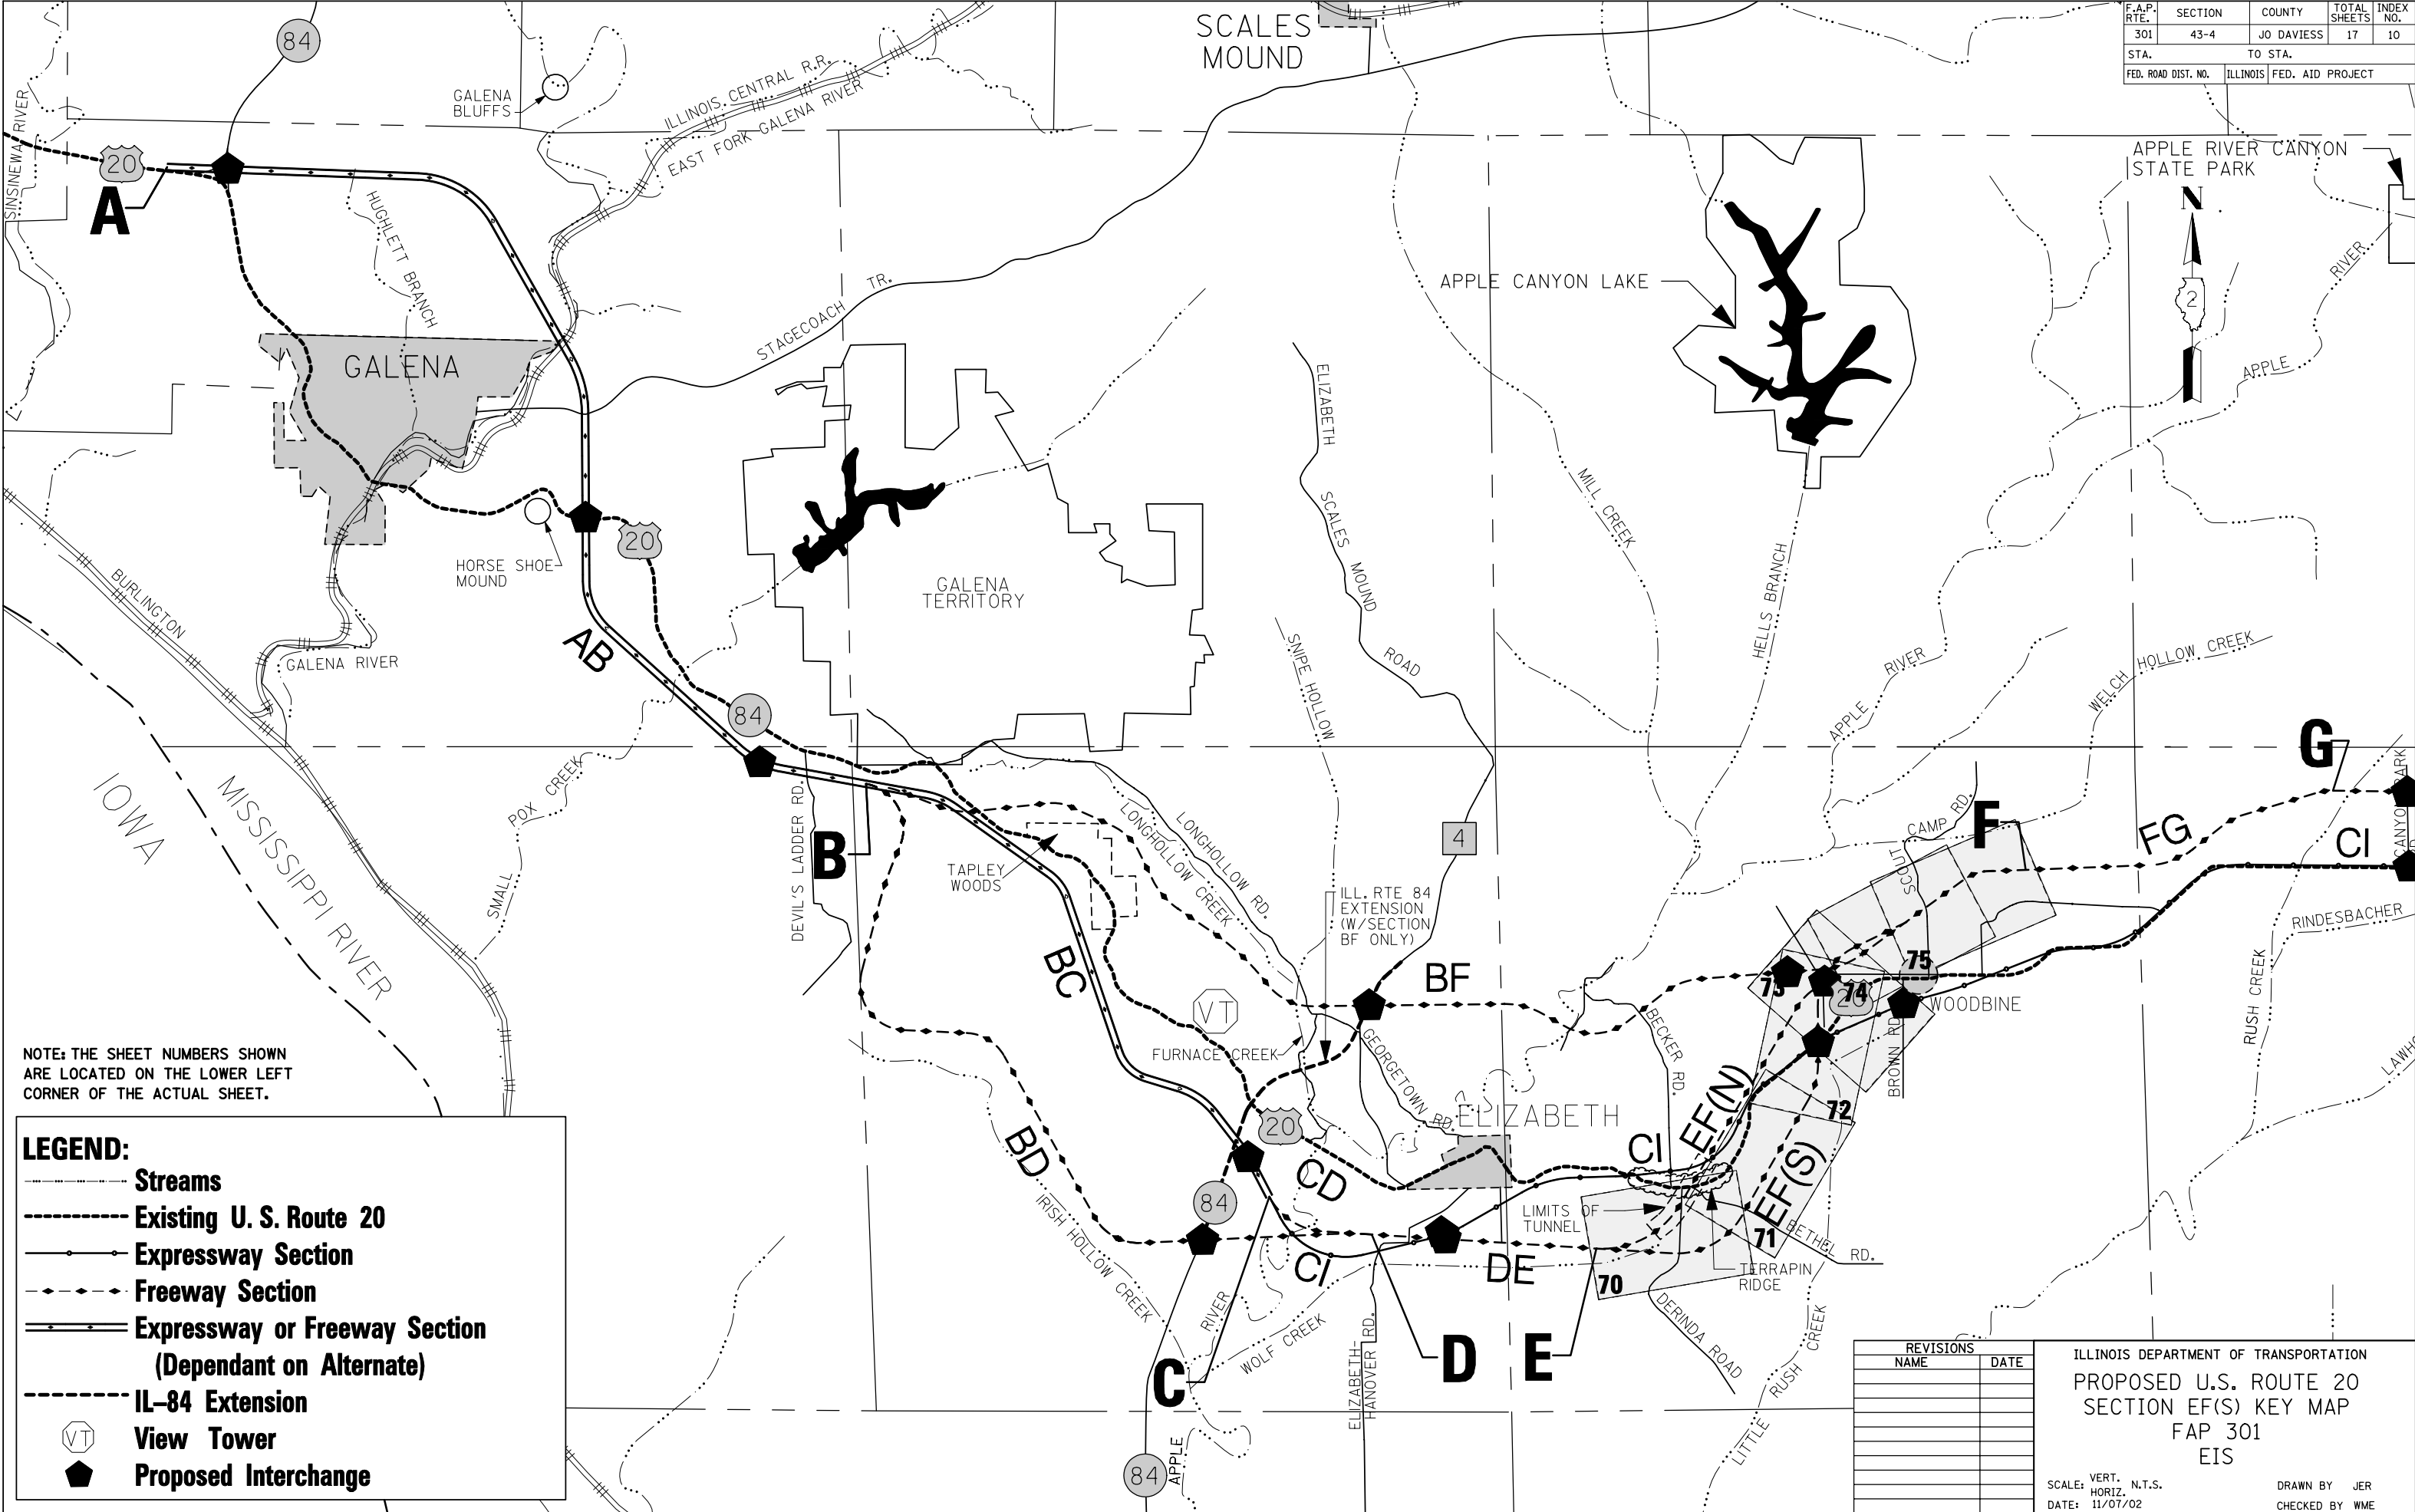 F.A.P. RTE.
SECTION
COUNTY
TOTAL SHEETS
INDEX NO.
301
43-4
JO DAVIESS
17
10
STA.
TO STA.
FED. ROAD DIST. NO.
ILLINOIS
FED. AID PROJECT
84
SCALES
MOUND
GALENA
BLUFFS
ILLINOIS CENTRAL R.R.
EAST FORK GALENA RIVER
SINSINEWA RIVER
20
A
HUGHLETT BRANCH
APPLE RIVER CANYON
STATE PARK
N
2
APPLE CANYON LAKE
STAGECOACH TR.
GALENA
ELIZABETH SCALES MOUND ROAD
APPLE RIVER
MILL CREEK
HORSE SHOE
MOUND
20
GALENA
TERRITORY
BURLINGTON
GALENA RIVER
AB
SNIPE HOLLOW
HELLS BRANCH
APPLE RIVER
WELCH HOLLOW CREEK
84
IOWA
MISSISSIPPI RIVER
SMALL POX CREEK
DEVIL'S LADDER RD.
B
TAPLEY
WOODS
LONGHOLLOW CREEK
LONGHOLLOW RD.
4
ILL. RTE 84
EXTENSION
(W/SECTION
BF ONLY)
SCOUT CAMP RD.
F
FG
G
CI
CANYON PARK
RINDESBACHER
BC
BF
VT
FURNACE CREEK
GEORGETOWN RD.
BECKER RD.
73
74
75
20
WOODBINE
BROWN RD.
RUSH CREEK
NOTE: THE SHEET NUMBERS SHOWN
ARE LOCATED ON THE LOWER LEFT
CORNER OF THE ACTUAL SHEET.
ELIZABETH
20
BD
CD
CI
EF(N)
EF(S)
72
84
IRISH HOLLOW CREEK
LIMITS OF
TUNNEL
71
BETHEL RD.
CI
DE
70
TERRAPIN
RIDGE
DERINDA ROAD
APPLE RIVER
WOLF CREEK
ELIZABETH-
HANOVER RD.
C
D
E
LITTLE RUSH CREEK
84
LEGEND:
Streams
Existing U. S. Route 20
Expressway Section
Freeway Section
Expressway or Freeway Section
(Dependant on Alternate)
IL–84 Extension
VT
View Tower
Proposed Interchange
REVISIONS
NAME
DATE
ILLINOIS DEPARTMENT OF TRANSPORTATION
PROPOSED U.S. ROUTE 20
SECTION EF(S) KEY MAP
FAP 301
EIS
SCALE: VERT. HORIZ. N.T.S.
DATE: 11/07/02
DRAWN BY JER
CHECKED BY WME